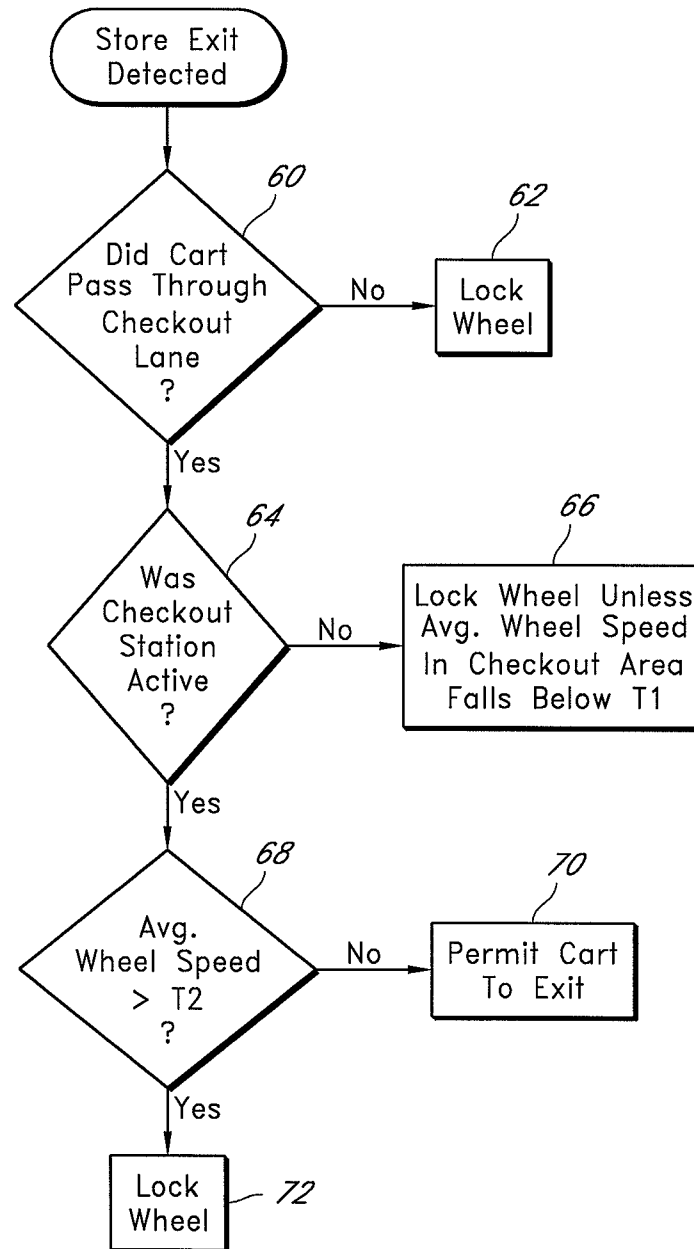 Store Exit
Detected
60
Did Cart
Pass Through
Checkout
Lane
?
No
62
Lock
Wheel
Yes
64
Was
Checkout
Station
Active
?
No
66
Lock Wheel Unless
Avg. Wheel Speed
In Checkout Area
Falls Below T1
Yes
68
Avg.
Wheel Speed
> T2
?
No
70
Permit Cart
To Exit
Yes
Lock
Wheel
72